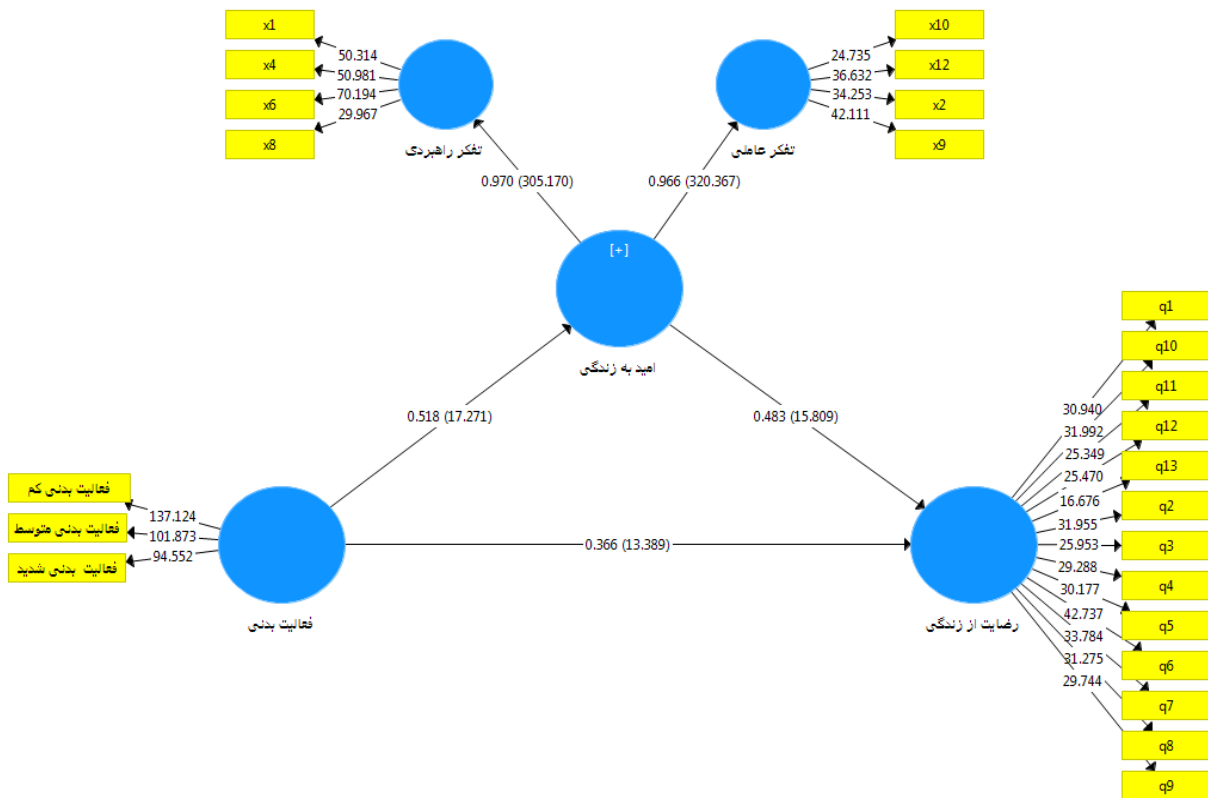 x1
x4
x6
x8
50.314
50.981
70.194
29.967
تفکر راهبردی
x10
x12
x2
x9
24.735
36.632
34.253
42.111
تفکر عاملی
0.970 (305.170)
0.966 (320.367)
[+]
امید به زندگی
0.518 (17.271)
0.483 (15.809)
فعالیت بدنی کم
فعالیت بدنی متوسط
فعالیت بدنی شدید
137.124
101.873
94.552
فعالیت بدنی
0.366 (13.389)
رضایت از زندگی
30.940
31.992
25.349
25.470
16.676
31.955
25.953
29.288
30.177
42.737
33.784
31.275
29.744
q1
q10
q11
q12
q13
q2
q3
q4
q5
q6
q7
q8
q9